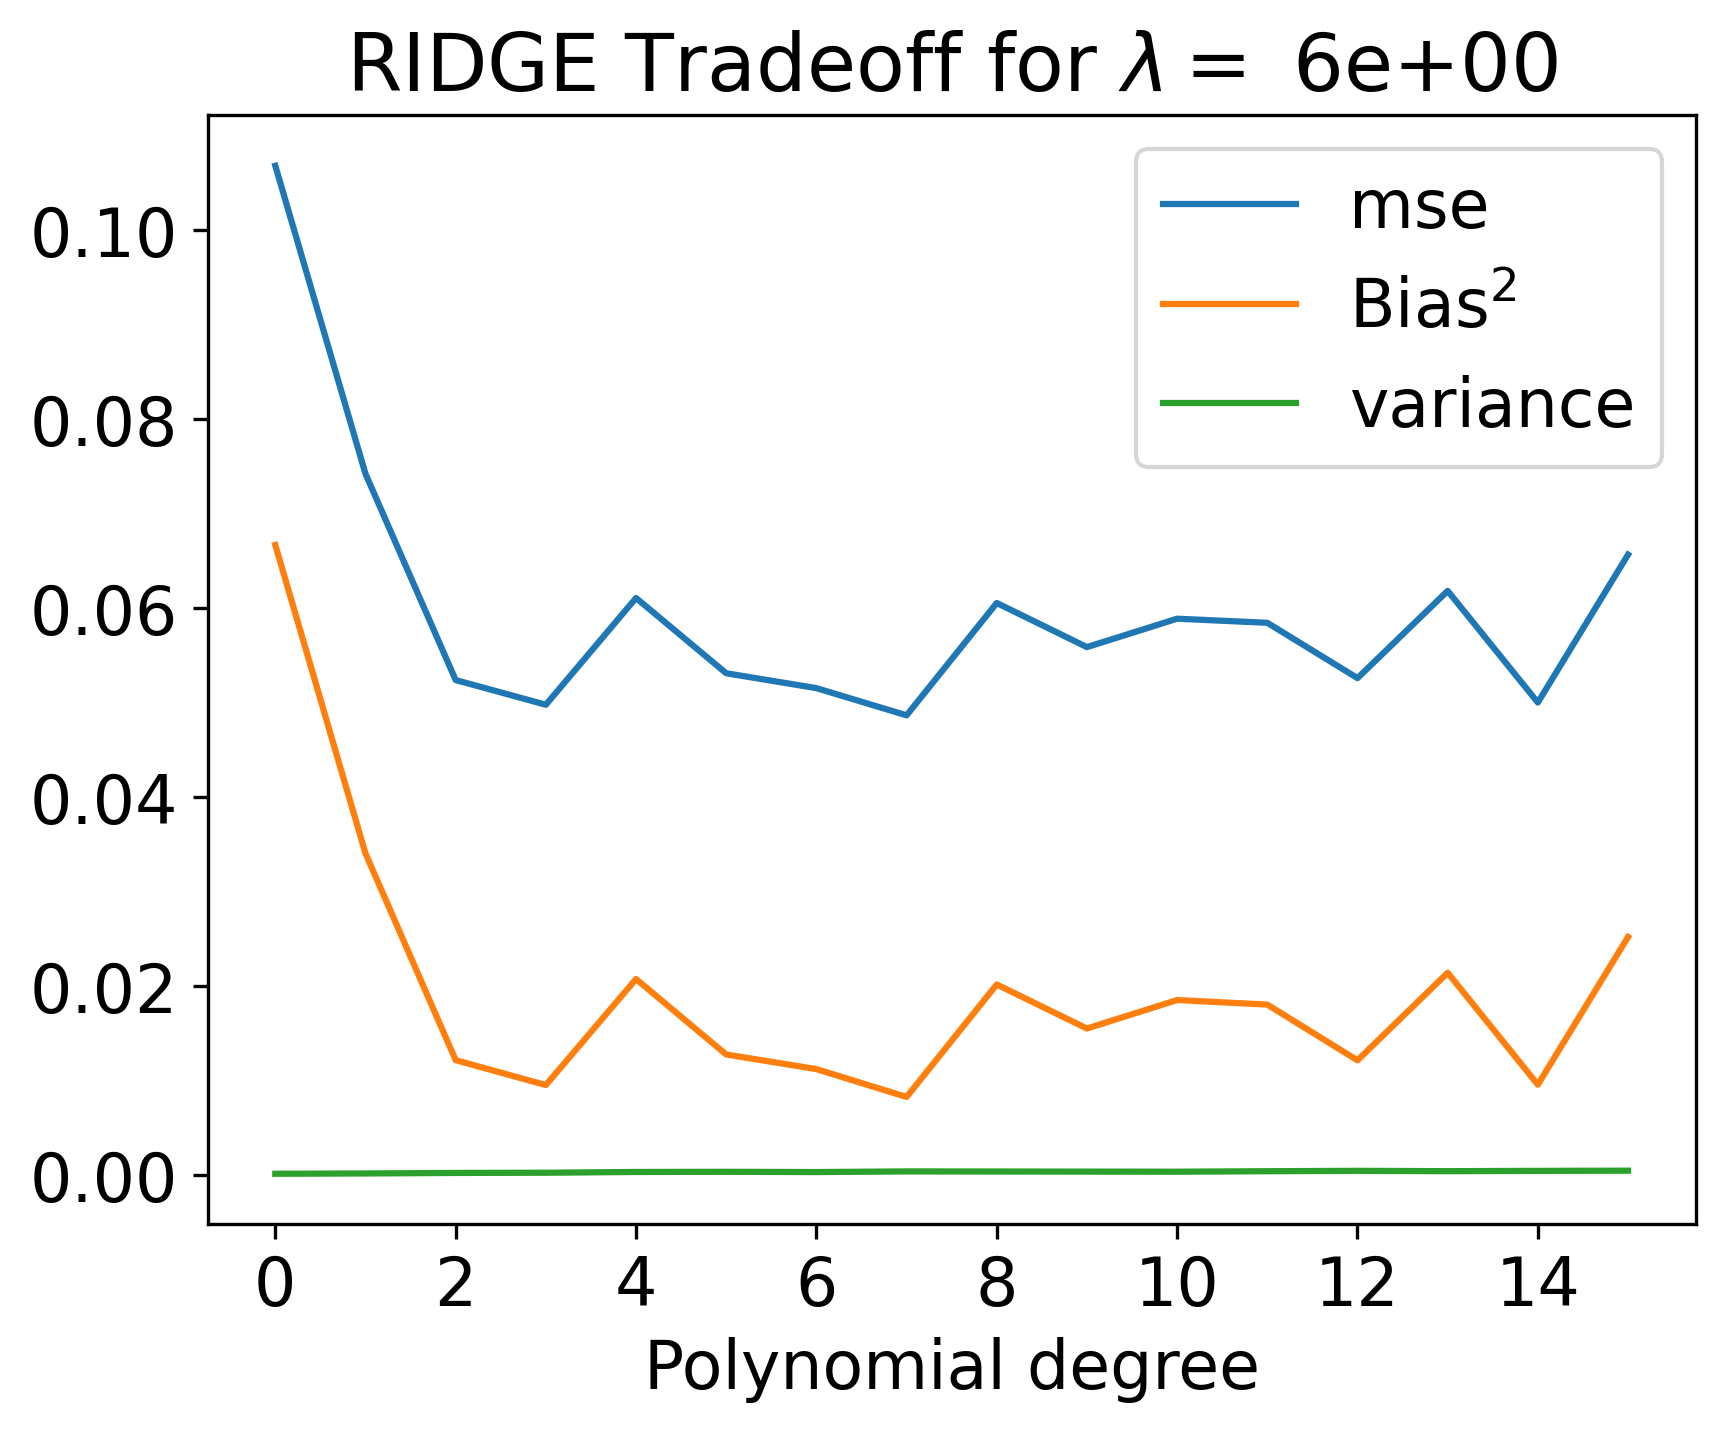 RIDGE Tradeoff for λ = 6e+00
mse
Bias²
variance
0.10
0.08
0.06
0.04
0.02
0.00
0 2 4 6 8 10 12 14
Polynomial degree